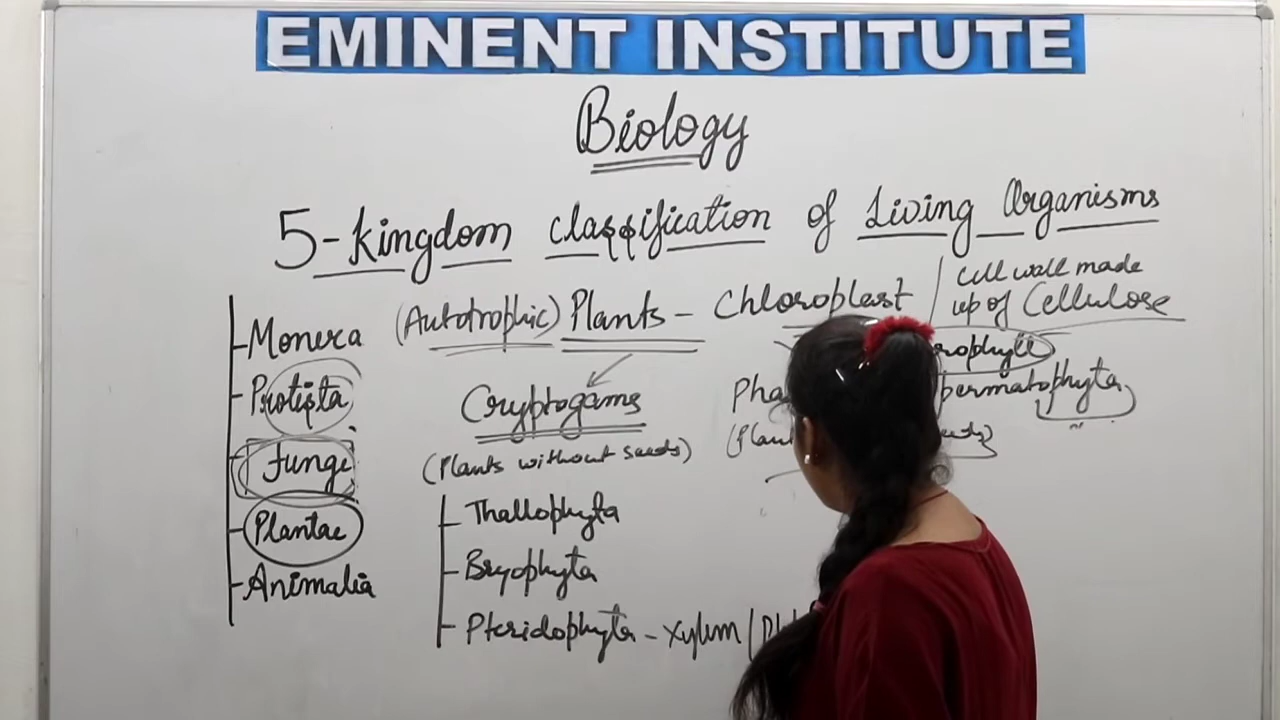 EMINENT INSTITUTE
Biology
5-kingdom classification of Living Organisms
Monera
Protista
Fungi
Plantae
Animalia
(Autotrophic) Plants - Chloroplast
cell wall made
up of Cellulose
Cryptogams
(Plants without seeds)
Thallophyta
Bryophyta
Pteridophyta - Xylem /